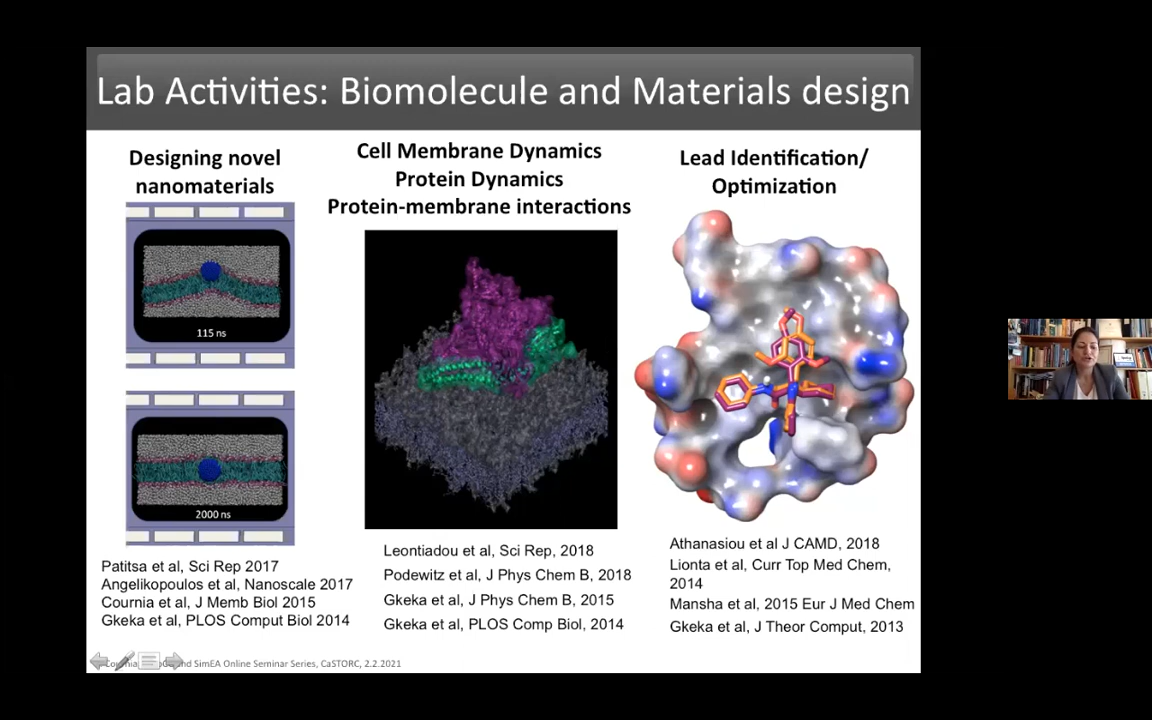 Lab Activities: Biomolecule and Materials design
Designing novel
nanomaterials
115 ns
2000 ns
Patitsa et al, Sci Rep 2017
Angelikopoulos et al, Nanoscale 2017
Cournia et al, J Memb Biol 2015
Gkeka et al, PLOS Comput Biol 2014
Cell Membrane Dynamics
Protein Dynamics
Protein-membrane interactions
Leontiadou et al, Sci Rep, 2018
Podewitz et al, J Phys Chem B, 2018
Gkeka et al, J Phys Chem B, 2015
Gkeka et al, PLOS Comp Biol, 2014
Lead Identification/
Optimization
Athanasiou et al J CAMD, 2018
Lionta et al, Curr Top Med Chem,
2014
Mansha et al, 2015 Eur J Med Chem
Gkeka et al, J Theor Comput, 2013
and SimEA Online Seminar Series, CaSTORC, 2.2.2021